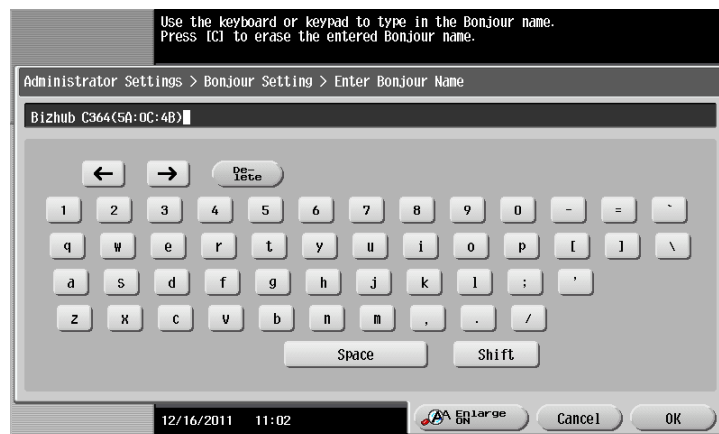 Use the keyboard or keypad to type in the Bonjour name.
Press [C] to erase the entered Bonjour name.
Administrator Settings > Bonjour Setting > Enter Bonjour Name
Bizhub C364(5A:0C:4B)
← → De-lete
1 2 3 4 5 6 7 8 9 0 - = `
q w e r t y u i o p [ ] \
a s d f g h j k l ; '
z x c v b n m , . /
Space Shift
12/16/2011 11:02 Enlarge ON Cancel OK